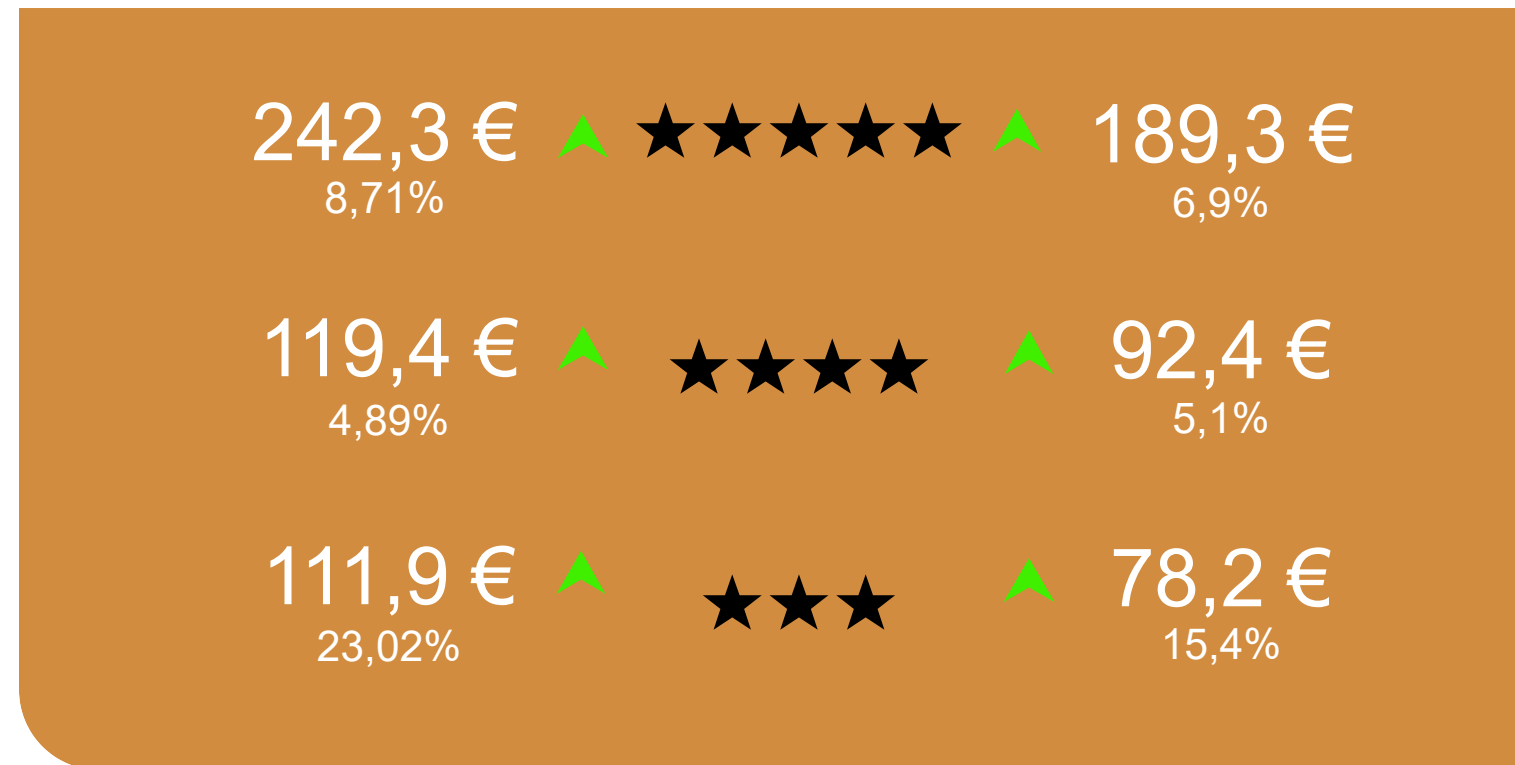 242,3 € 189,3 €
8,71% 6,9%
119,4 € 92,4 €
4,89% 5,1%
111,9 € 78,2 €
23,02% 15,4%